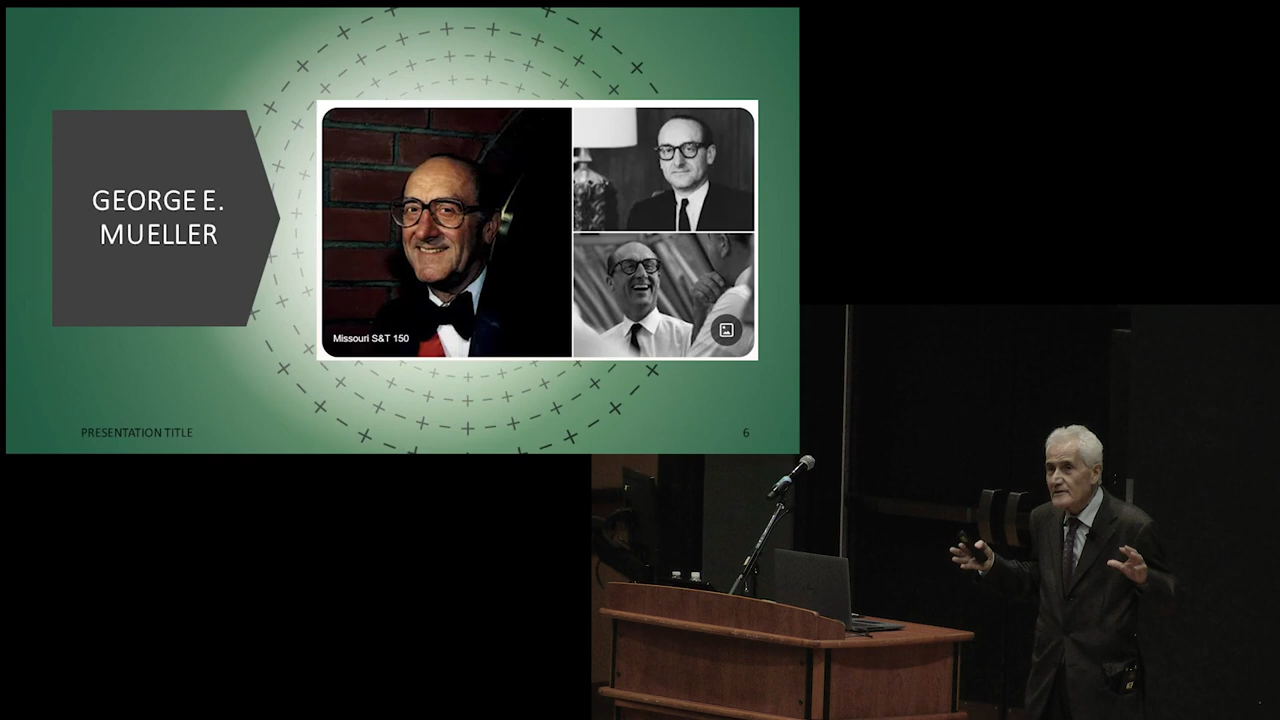 GEORGE E.
MUELLER
Missouri S&T 150
PRESENTATION TITLE
6